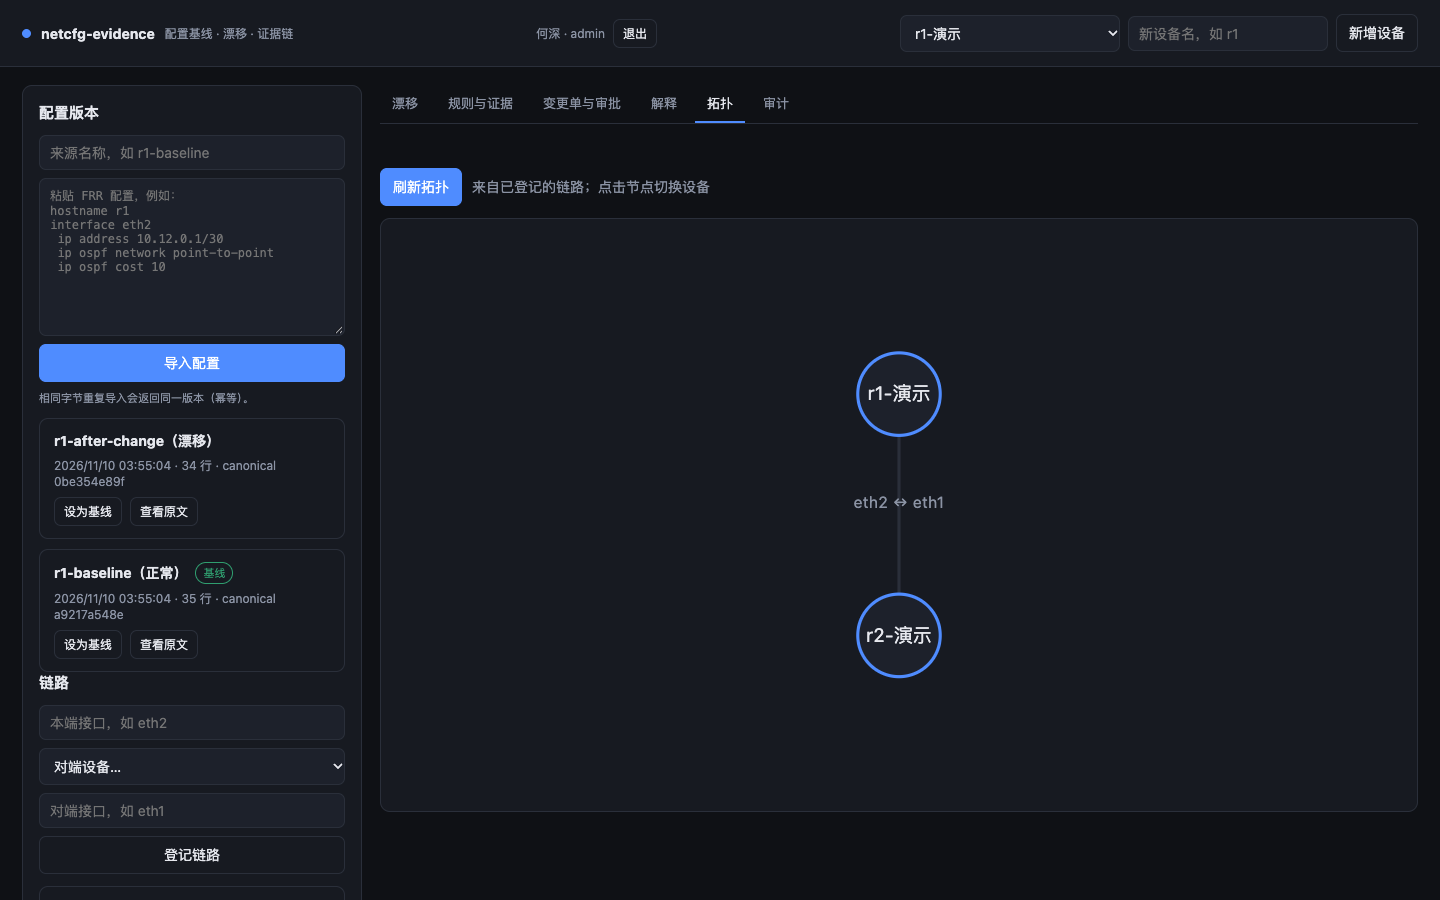 netcfg-evidence 配置基线 · 漂移 · 证据链
何深 · admin 退出
r1-演示 新设备名，如 r1 新增设备
配置版本
来源名称，如 r1-baseline
粘贴 FRR 配置，例如：
hostname r1
interface eth2
ip address 10.12.0.1/30
ip ospf network point-to-point
ip ospf cost 10
导入配置
相同字节重复导入会返回同一版本（幂等）。
r1-after-change（漂移）
2026/11/10 03:55:04 · 34 行 · canonical
0be354e89f
设为基线 查看原文
r1-baseline（正常） 基线
2026/11/10 03:55:04 · 35 行 · canonical
a9217a548e
设为基线 查看原文
链路
本端接口，如 eth2
对端设备...
对端接口，如 eth1
登记链路
漂移 规则与证据 变更单与审批 解释 拓扑 审计
刷新拓扑 来自已登记的链路；点击节点切换设备
r1-演示
eth2 ↔ eth1
r2-演示